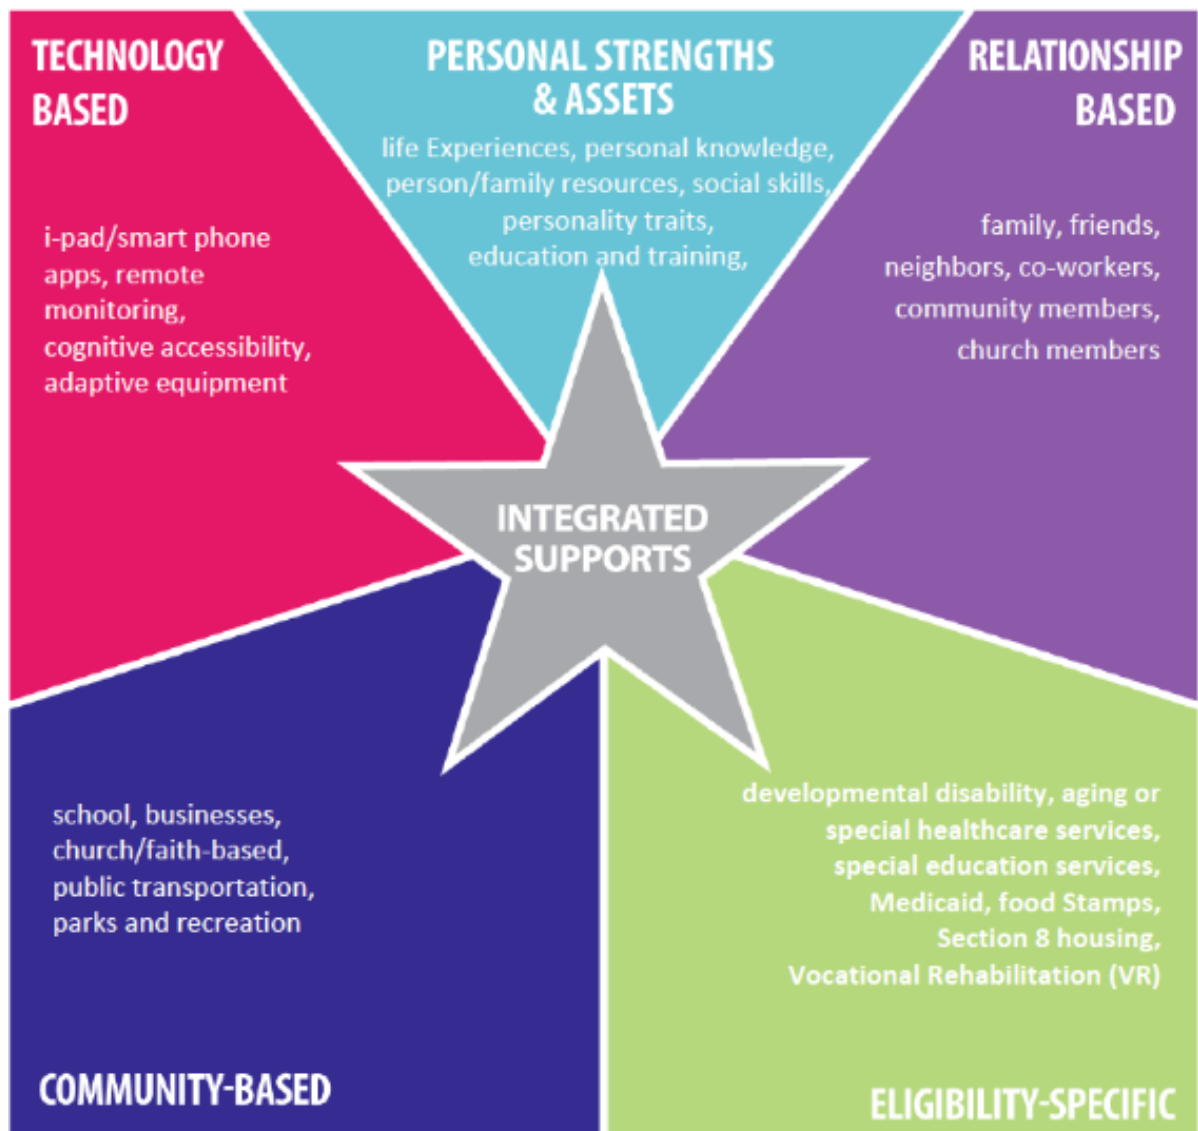 TECHNOLOGY
BASED
i-pad/smart phone
apps, remote
monitoring,
cognitive accessibility,
adaptive equipment
PERSONAL STRENGTHS
& ASSETS
life Experiences, personal knowledge,
person/family resources, social skills,
personality traits,
education and training,
RELATIONSHIP
BASED
family, friends,
neighbors, co-workers,
community members,
church members
INTEGRATED
SUPPORTS
school, businesses,
church/faith-based,
public transportation,
parks and recreation
COMMUNITY-BASED
developmental disability, aging or
special healthcare services,
special education services,
Medicaid, food Stamps,
Section 8 housing,
Vocational Rehabilitation (VR)
ELIGIBILITY-SPECIFIC